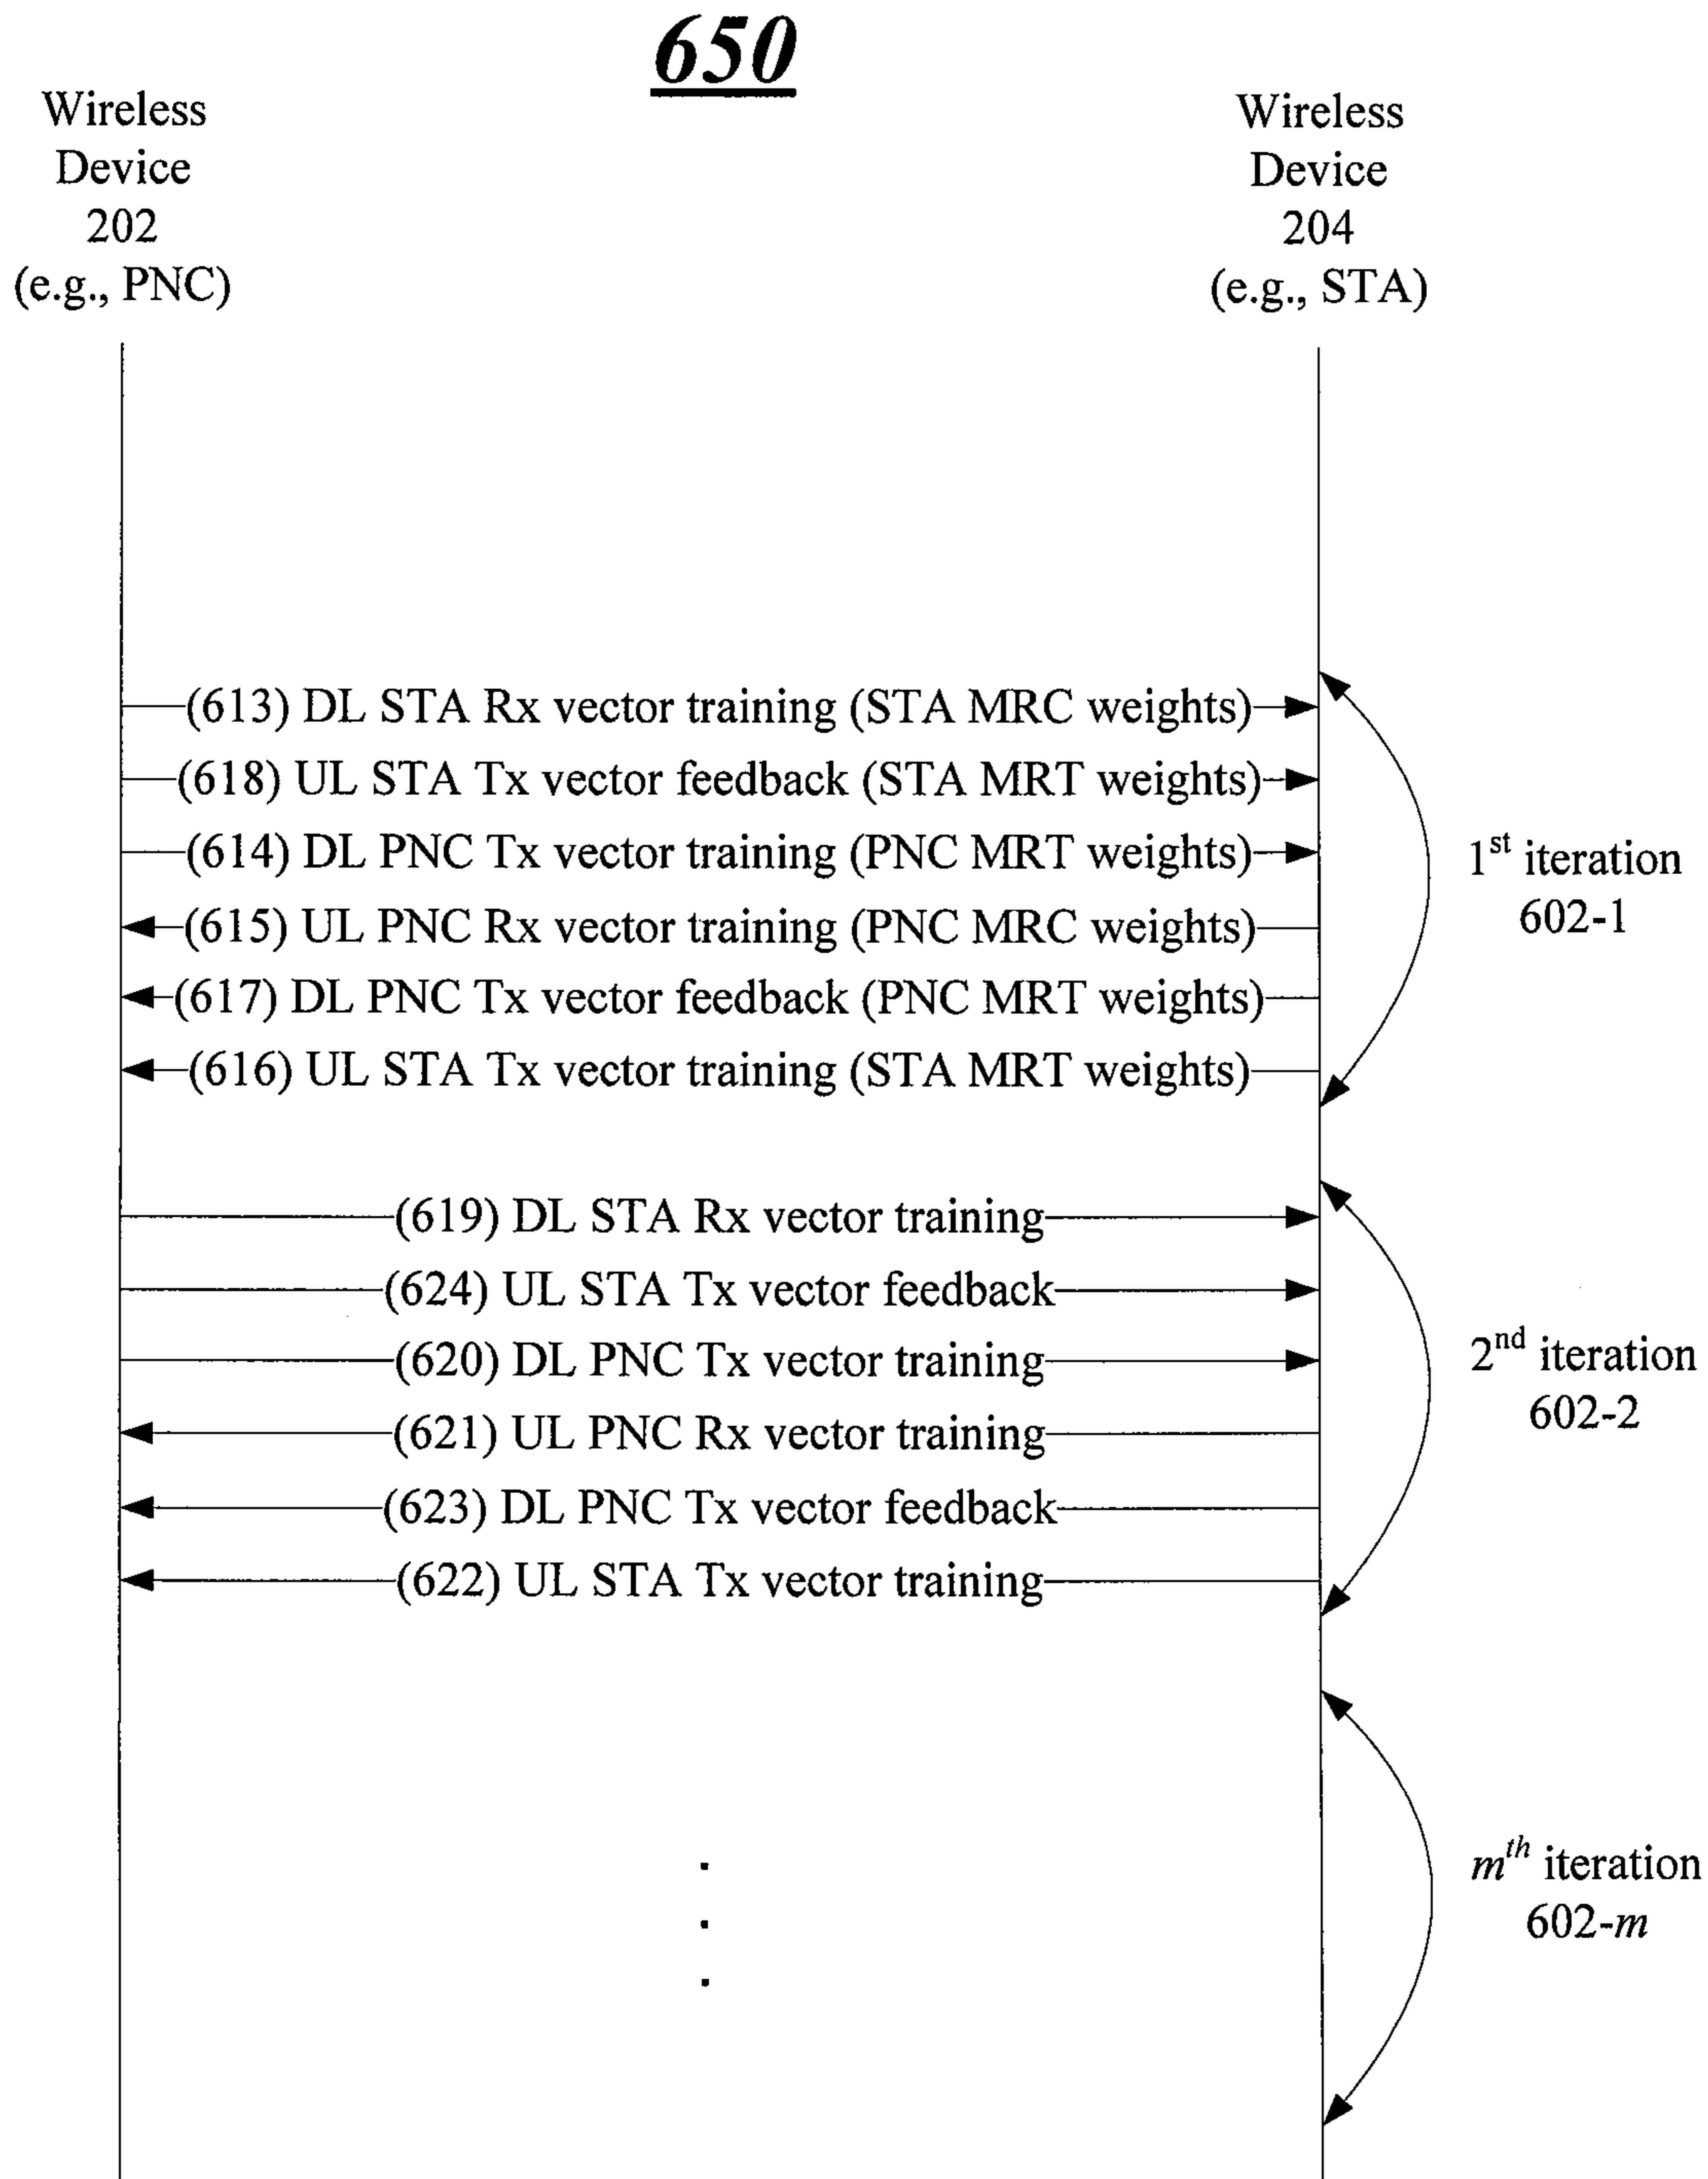 650
Wireless
Device
202
(e.g., PNC)
Wireless
Device
204
(e.g., STA)
(613) DL STA Rx vector training (STA MRC weights)
(618) UL STA Tx vector feedback (STA MRT weights)
(614) DL PNC Tx vector training (PNC MRT weights)
(615) UL PNC Rx vector training (PNC MRC weights)
(617) DL PNC Tx vector feedback (PNC MRT weights)
(616) UL STA Tx vector training (STA MRT weights)
1st iteration
602-1
(619) DL STA Rx vector training
(624) UL STA Tx vector feedback
(620) DL PNC Tx vector training
(621) UL PNC Rx vector training
(623) DL PNC Tx vector feedback
(622) UL STA Tx vector training
2nd iteration
602-2
mth iteration
602-m